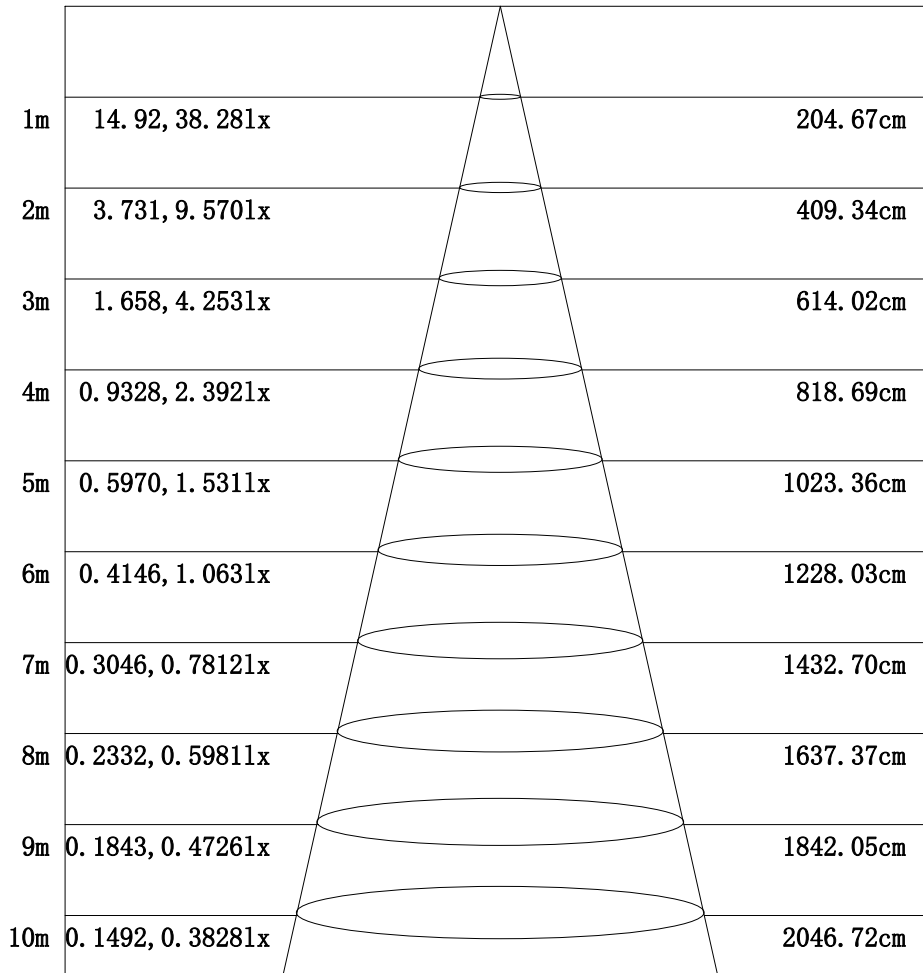 1m 14.92,38.28lx 204.67cm
2m 3.731,9.570lx 409.34cm
3m 1.658,4.253lx 614.02cm
4m 0.9328,2.392lx 818.69cm
5m 0.5970,1.531lx 1023.36cm
6m 0.4146,1.063lx 1228.03cm
7m 0.3046,0.7812lx 1432.70cm
8m 0.2332,0.5981lx 1637.37cm
9m 0.1843,0.4726lx 1842.05cm
10m 0.1492,0.3828lx 2046.72cm